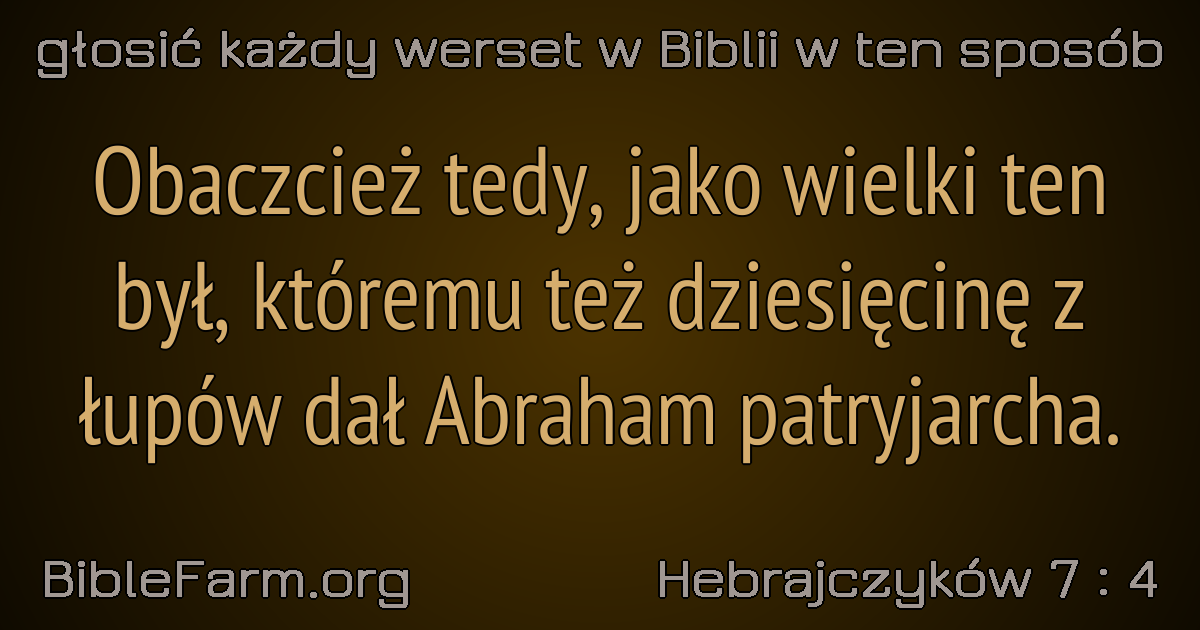 głosić każdy werset w Biblii w ten sposób
Obaczcież tedy, jako wielki ten
był, któremu też dziesięcinę z
łupów dał Abraham patryjarcha.
BibleFarm.org
Hebrajczyków 7 : 4